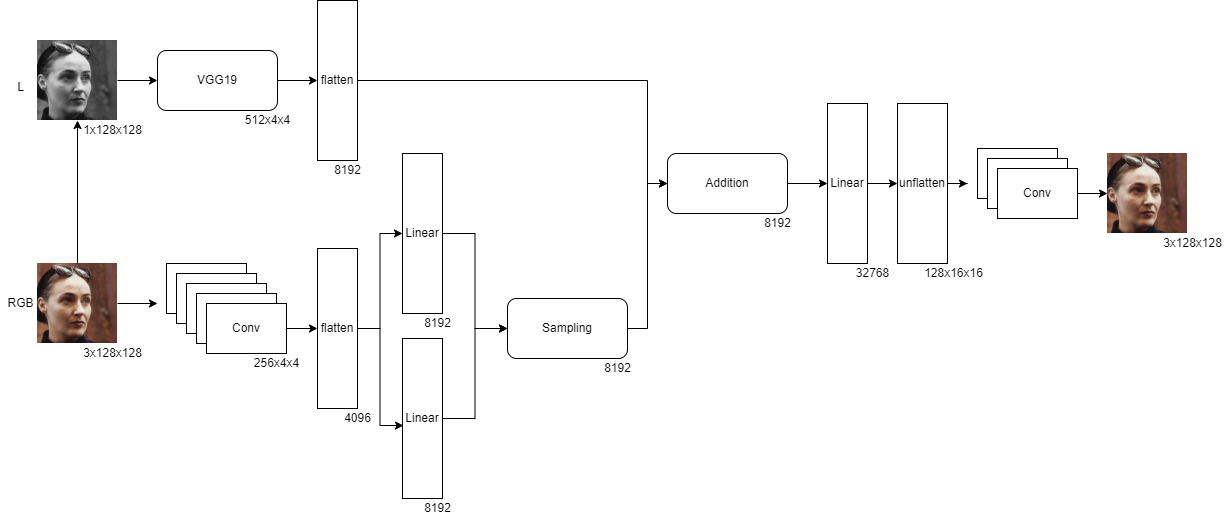 L
1x128x128
VGG19
512x4x4
flatten
8192
RGB
3x128x128
Conv
256x4x4
flatten
4096
Linear
8192
Linear
8192
Sampling
8192
Addition
8192
Linear
32768
unflatten
128x16x16
Conv
3x128x128